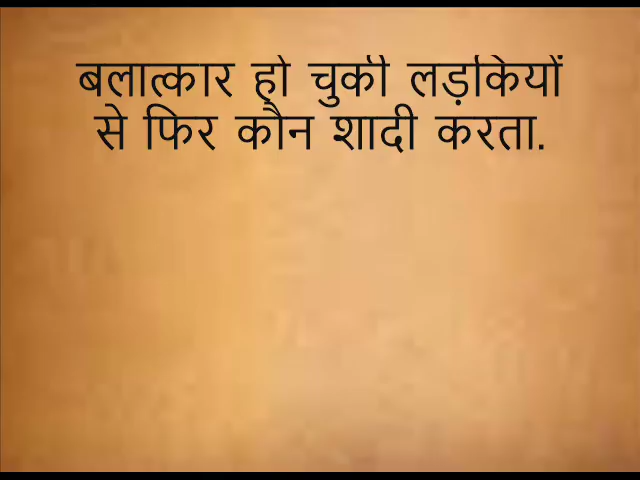 बलात्कार हो चुकी लड़कियों
से फिर कौन शादी करता.